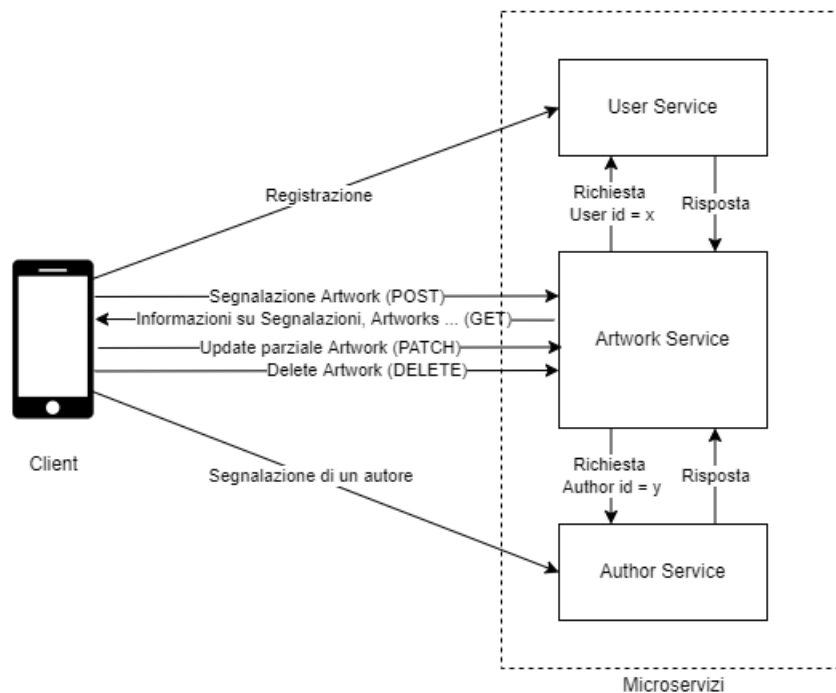 User Service
Richiesta
User id = x
Risposta
Registrazione
Segnalazione Artwork (POST)
Informazioni su Segnalazioni, Artworks ... (GET)
Update parziale Artwork (PATCH)
Delete Artwork (DELETE)
Artwork Service
Client
Segnalazione di un autore
Richiesta
Author id = y
Risposta
Author Service
Microservizi